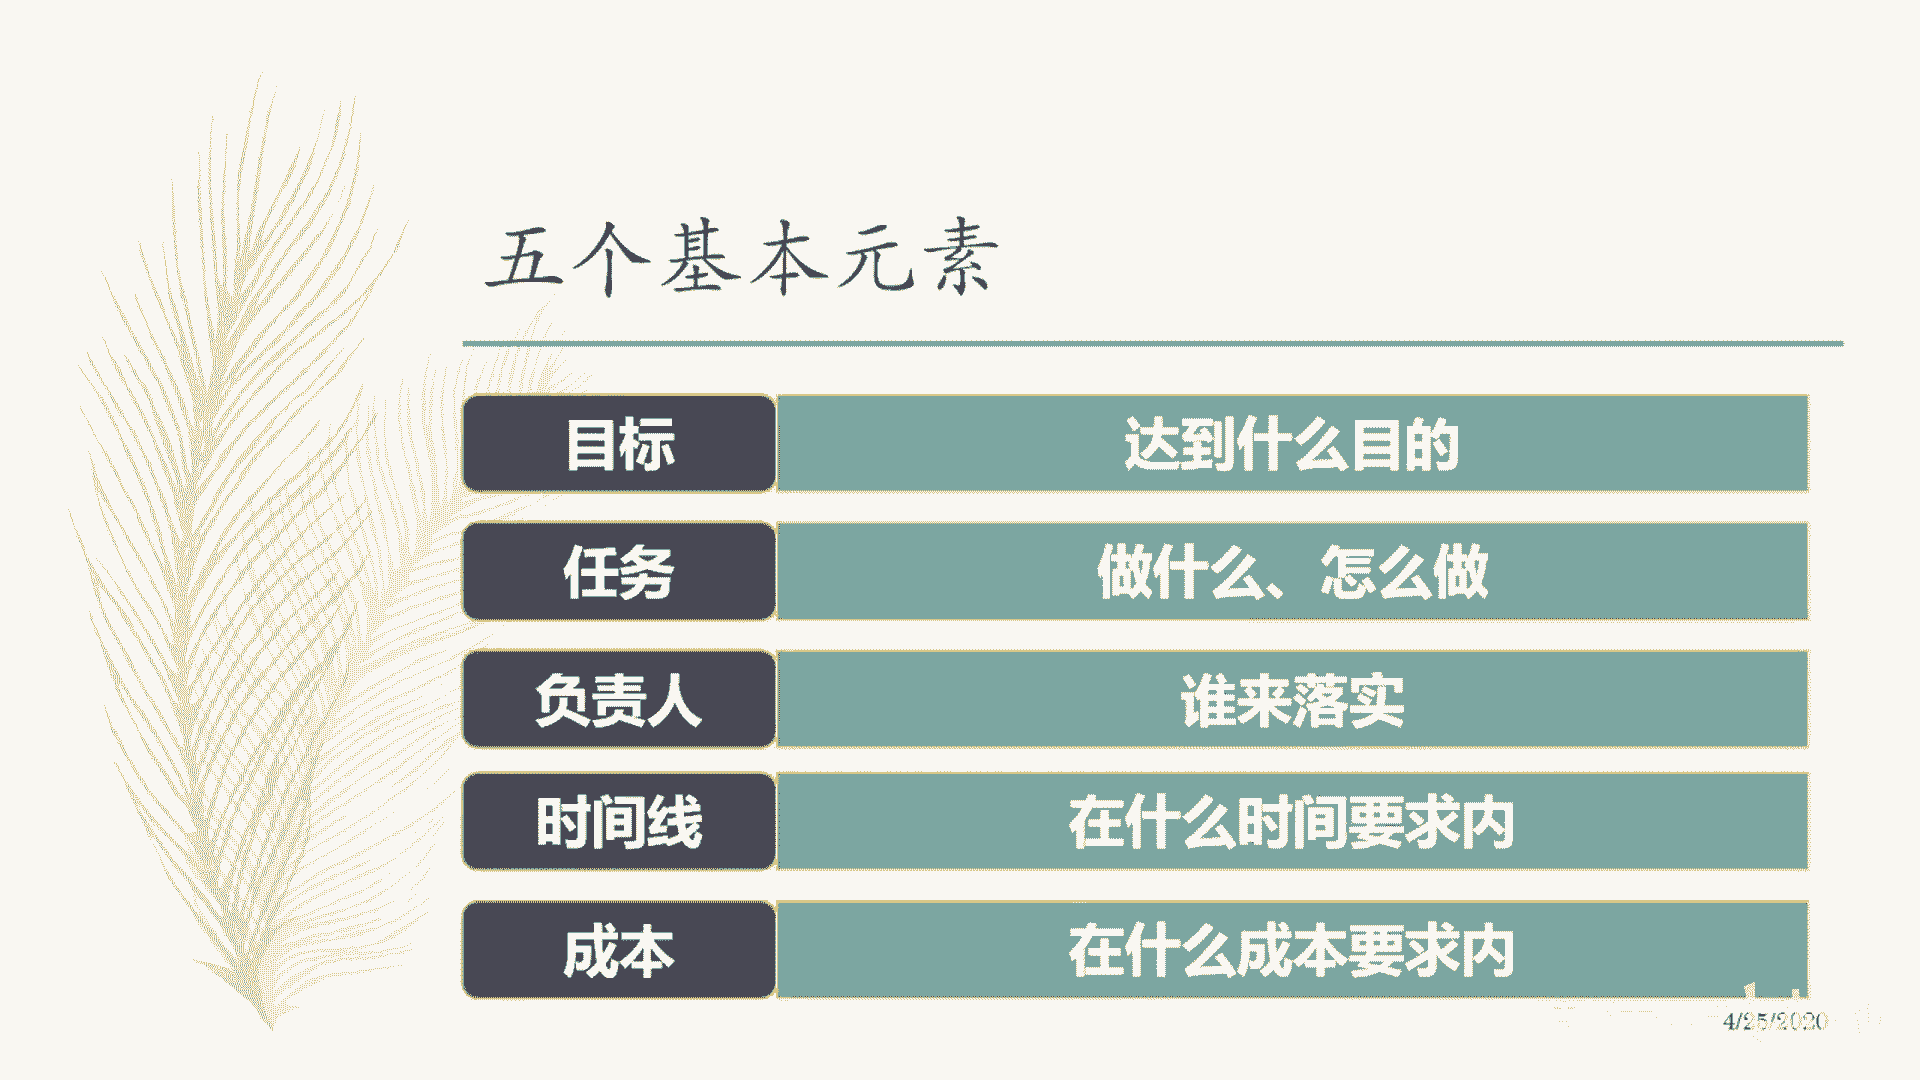 五个基本元素
目标 达到什么目的
任务 做什么、怎么做
负责人 谁来落实
时间线 在什么时间要求内
成本 在什么成本要求内
4/25/2020